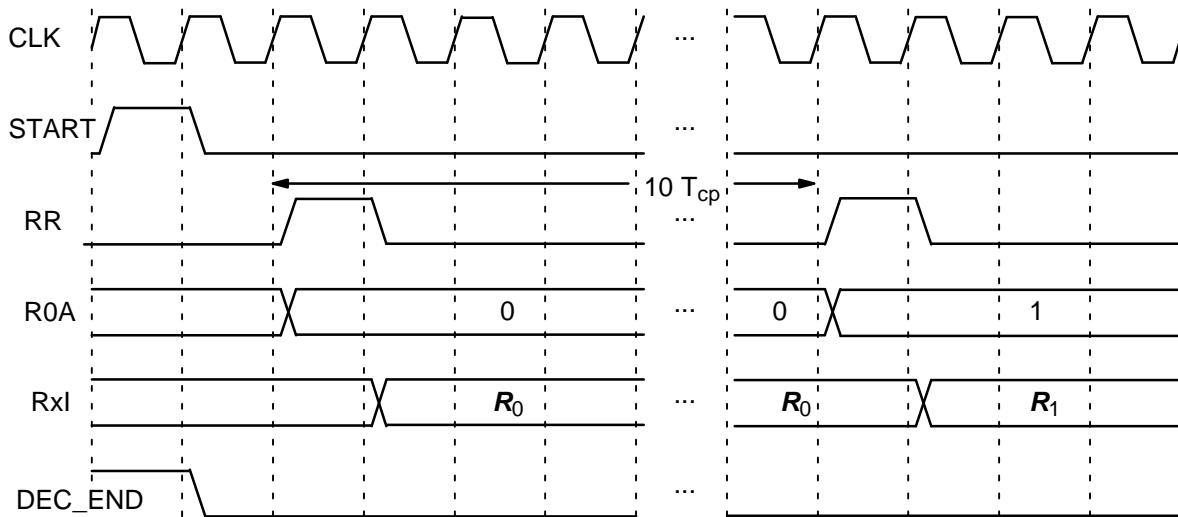 CLK ...
START ...
10 Tcp
RR ...
R0A 0 ... 0 1
RxI R0 ... R0 R1
DEC_END ...